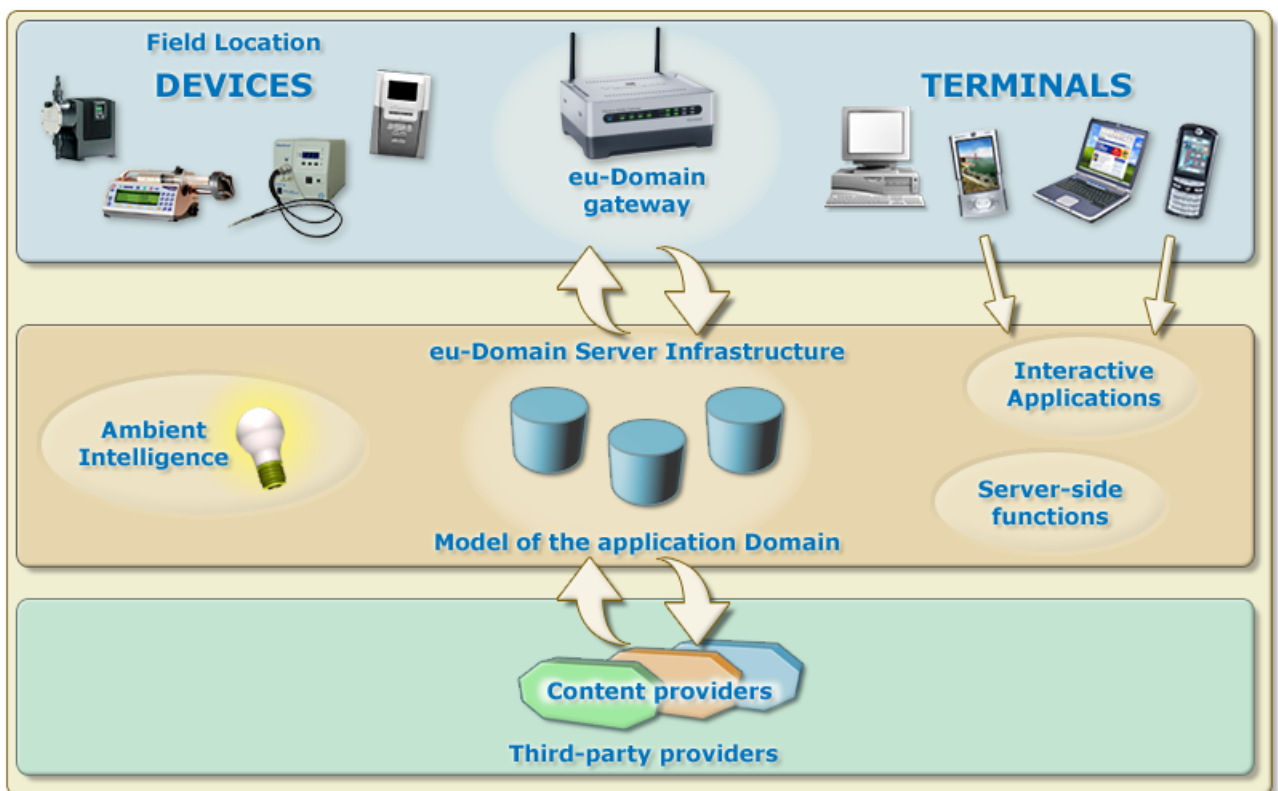 Field Location
DEVICES
TERMINALS
eu-Domain
gateway
eu-Domain Server Infrastructure
Interactive
Applications
Ambient
Intelligence
Server-side
functions
Model of the application Domain
Content providers
Third-party providers